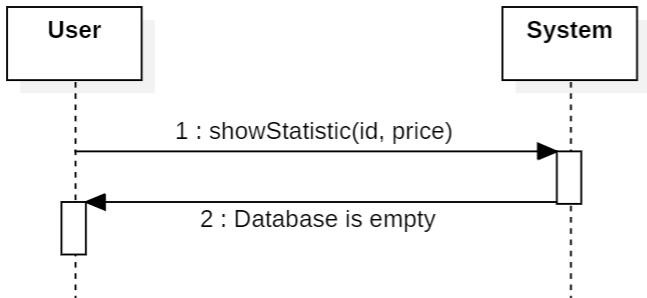 User
System
1 : showStatistic(id, price)
2 : Database is empty